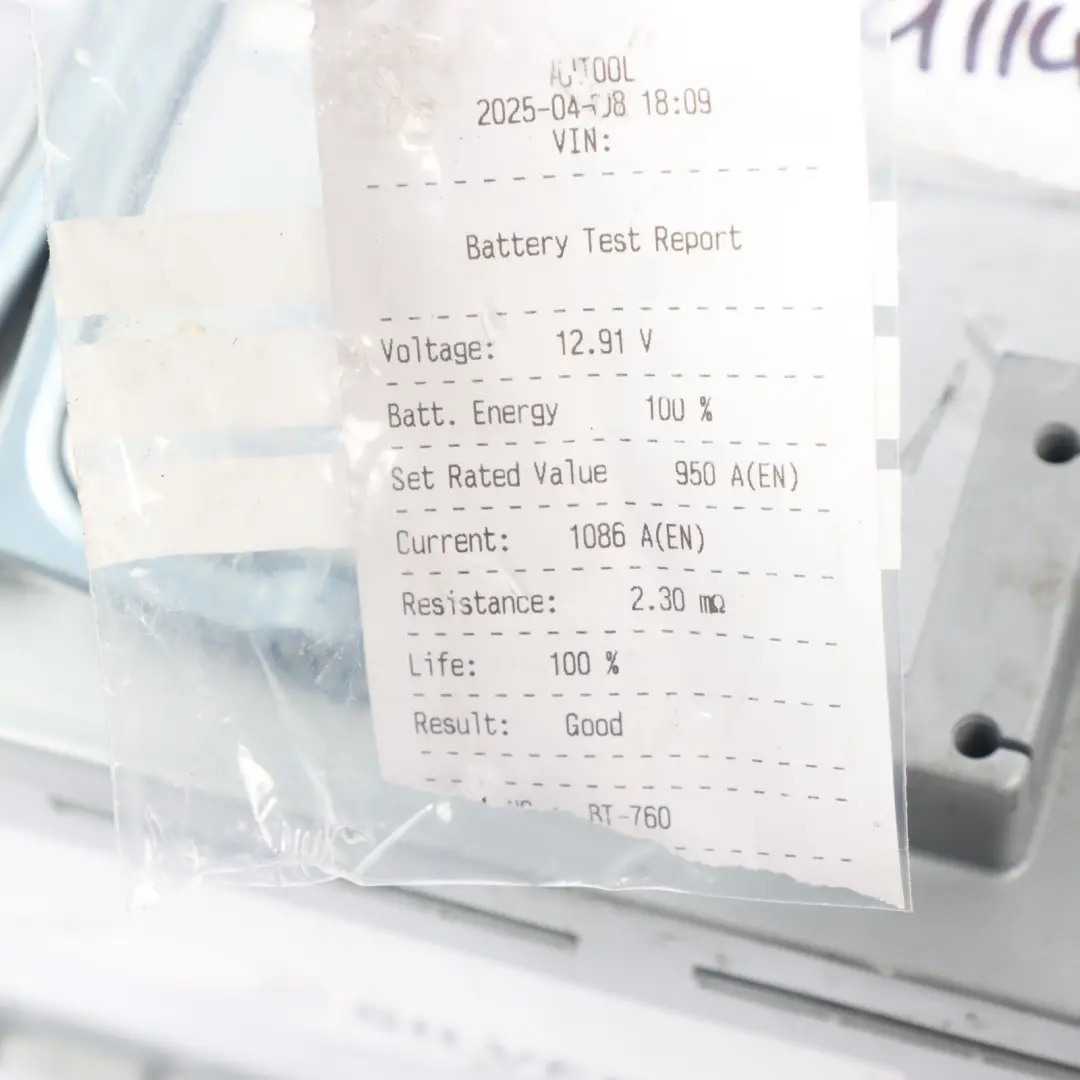 AUTOOL
2025-04-08 18:09
VIN:
Battery Test Report
Voltage: 12.91 V
Batt. Energy 100 %
Set Rated Value 950 A(EN)
Current: 1086 A(EN)
Resistance: 2.30 mΩ
Life: 100 %
Result: Good
BT-760